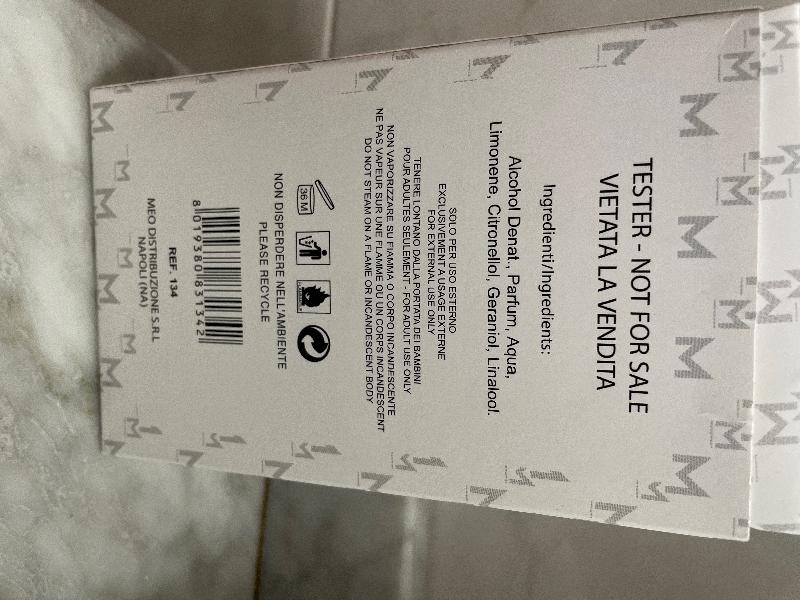 TESTER - NOT FOR SALE
VIETATA LA VENDITA
Ingredienti/Ingredients:
Alcohol Denat., Parfum, Aqua,
Limonene, Citronellol, Geraniol, Linalool.
SOLO PER USO ESTERNO
EXCLUSIVEMENT A USAGE EXTERNE
FOR EXTERNAL USE ONLY
TENERE LONTANO DALLA PORTATA DEI BAMBINI
POUR ADULTES SEULEMENT - FOR ADULT USE ONLY
NON VAPORIZZARE SU FIAMMA O CORPO INCANDESCENTE
NE PAS VAPEUR SUR UNE FLAMME OR U UN CORPS INCANDESCENT
DO NOT STEAM ON A FLAME OR INCANDESCENT BODY
36 M
NON DISPERDERE NELL'AMBIENTE
PLEASE RECYCLE
8 019380 831342
REF. 134
MEO DISTRIBUZIONE S.R.L
NAPOLI (NA)